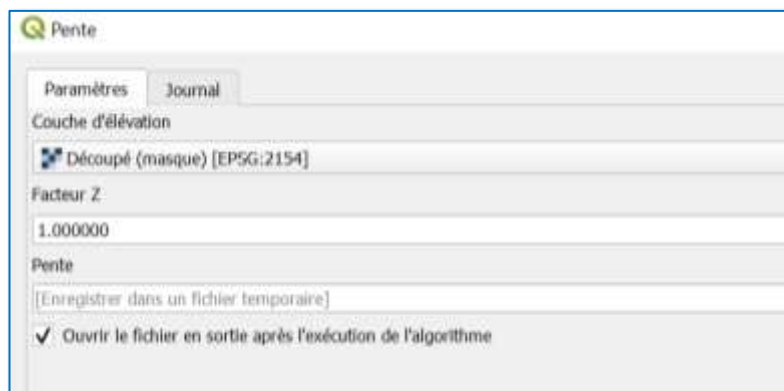 Pente
Paramètres Journal
Couche d'élévation
Découpé (masque) [EPSG:2154]
Facteur Z
1.000000
Pente
[Enregistrer dans un fichier temporaire]
Ouvrir le fichier en sortie après l'exécution de l'algorithme